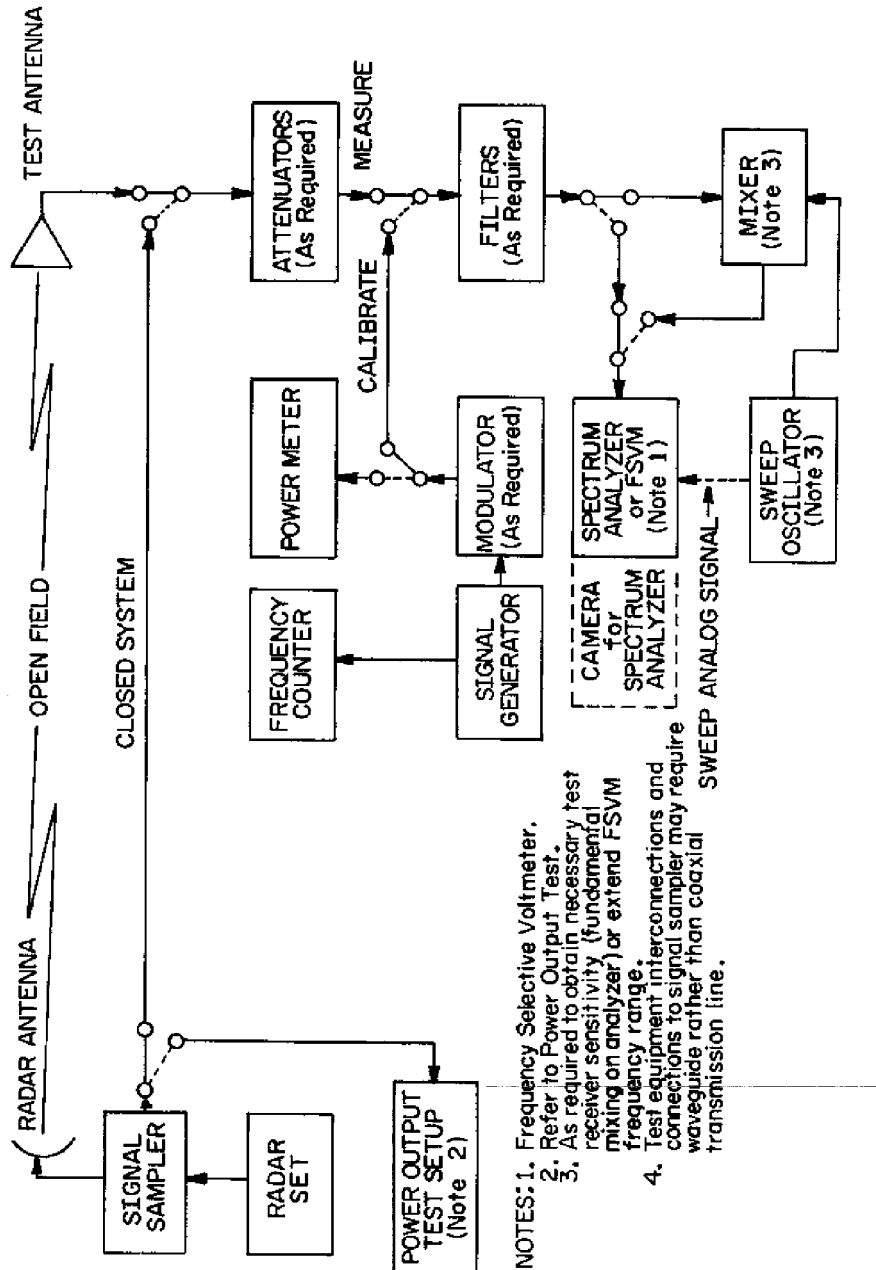 RADAR ANTENNA
OPEN FIELD
TEST ANTENNA
SIGNAL
SAMPLER
CLOSED SYSTEM
RADAR
SET
FREQUENCY
COUNTER
POWER METER
ATTENUATORS
(As Required)
CALIBRATE
MEASURE
POWER OUTPUT
TEST SETUP
(Note 2)
SIGNAL
GENERATOR
MODULATOR
(As Required)
FILTERS
(As Required)
CAMERA
for
SPECTRUM
ANALYZER
SPECTRUM
ANALYZER
or FSVM
(Note 1)
SWEEP ANALOG SIGNAL
SWEEP
OSCILLATOR
(Note 3)
MIXER
(Note 3)
NOTES: 1. Frequency Selective Voltmeter.
2. Refer to Power Output Test.
3. As required to obtain necessary test
receiver sensitivity (fundamental
mixing on analyzer) or extend FSVM
frequency range.
4. Test equipment interconnections and
connections to signal sampler may require
waveguide rather than coaxial
transmission line.